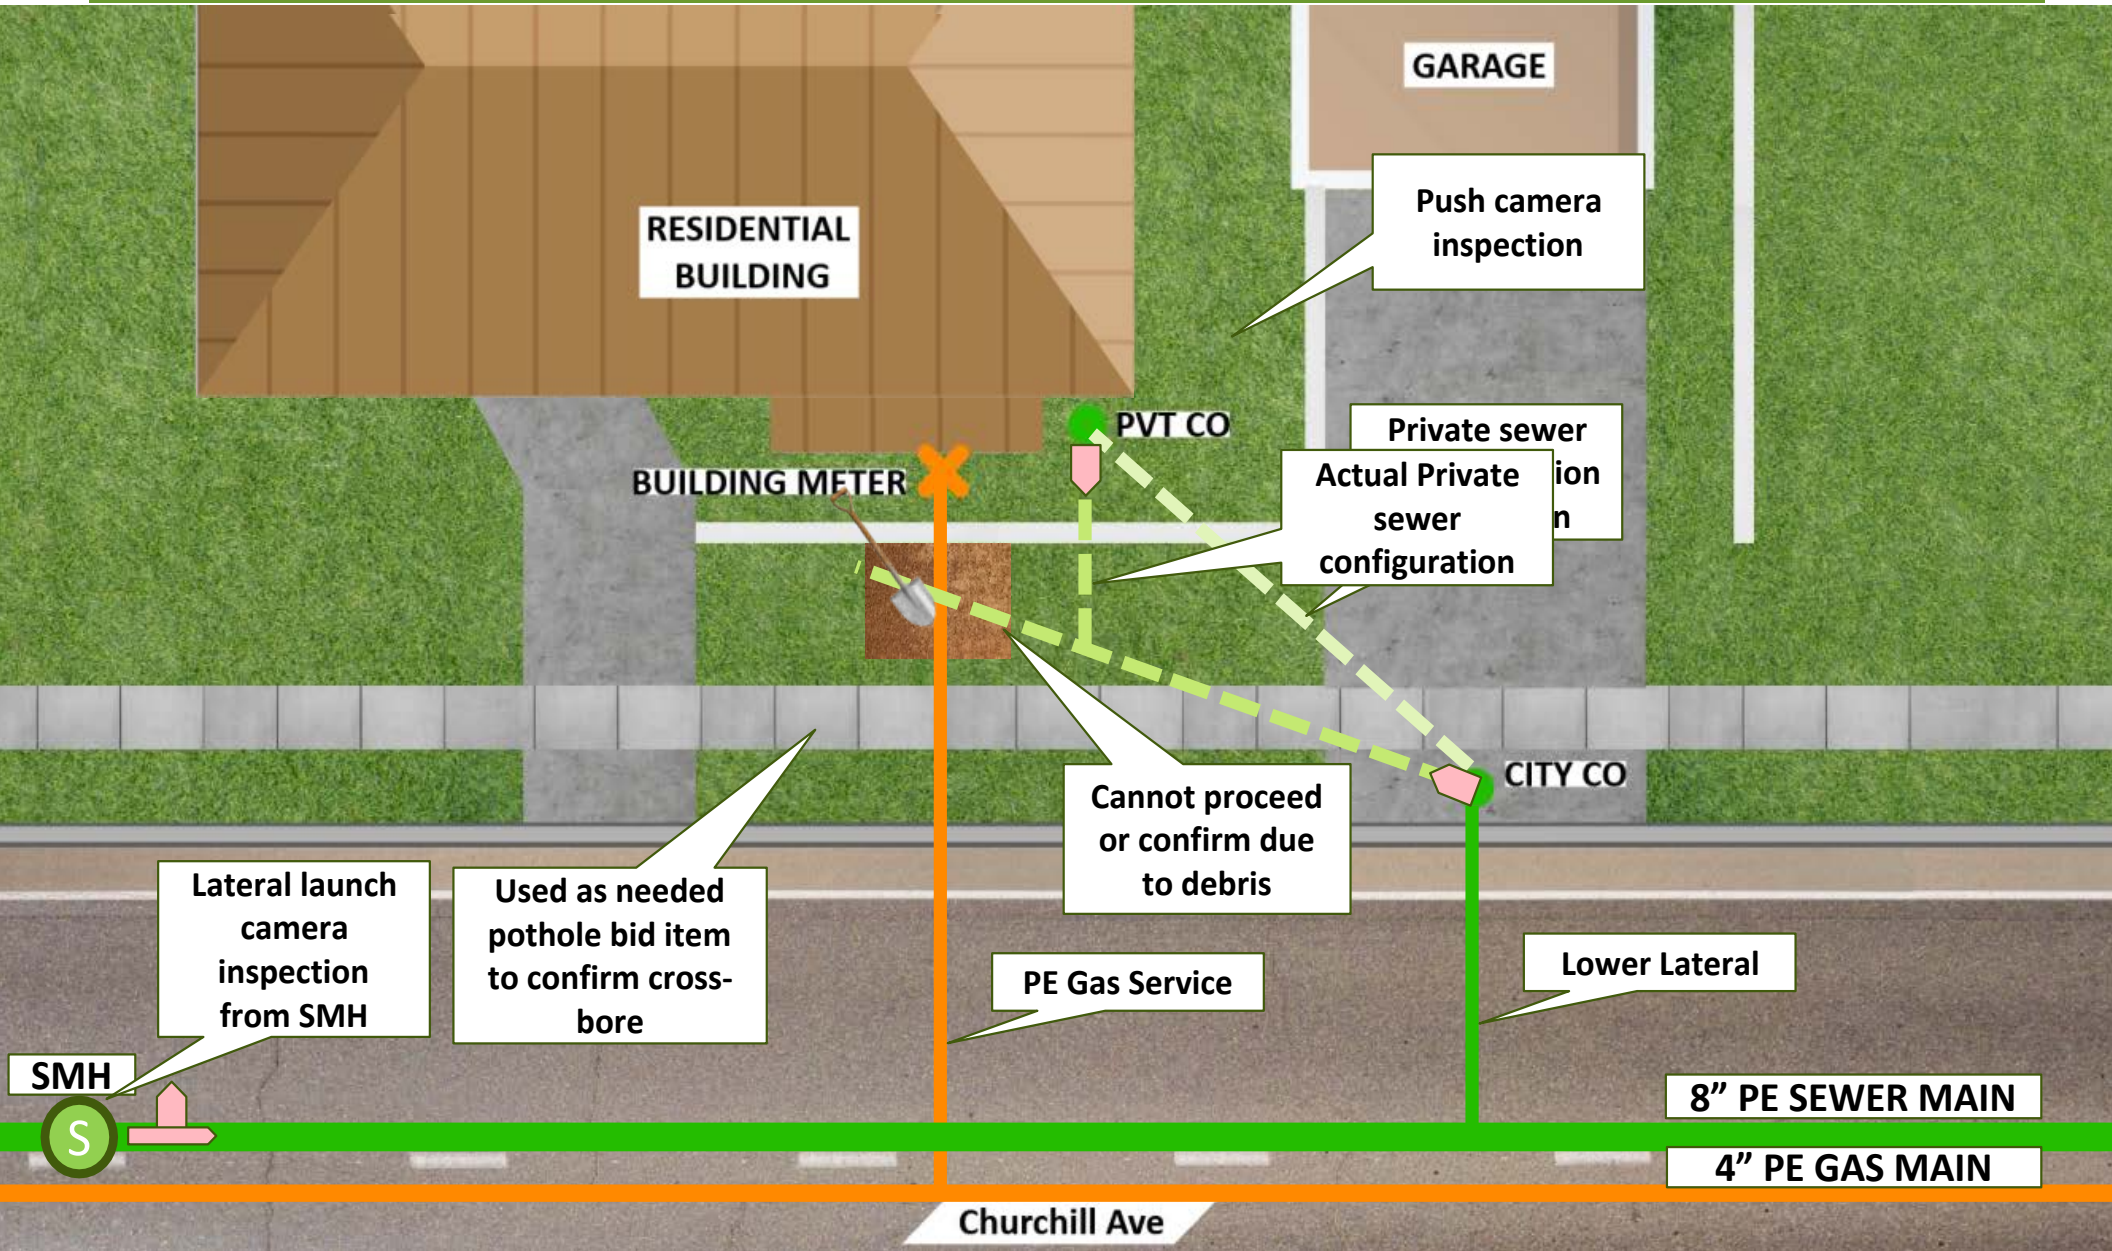 GARAGE
Push camera
inspection
RESIDENTIAL
BUILDING
PVT CO
Private sewer
ion
n
Actual Private
sewer
configuration
BUILDING METER
CITY CO
Cannot proceed
or confirm due
to debris
Lateral launch
camera
inspection
from SMH
Used as needed
pothole bid item
to confirm cross-
bore
PE Gas Service
Lower Lateral
SMH
S
8” PE SEWER MAIN
4” PE GAS MAIN
Churchill Ave